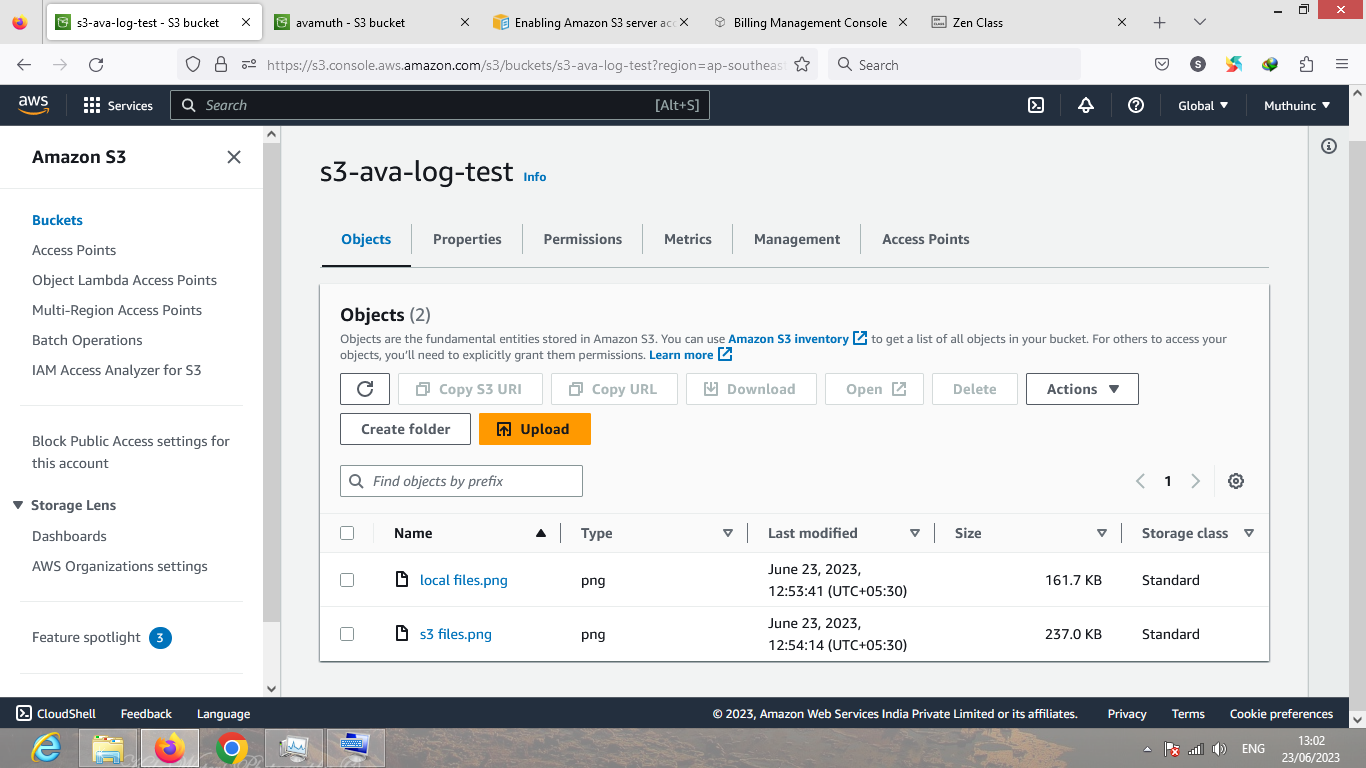 s3-ava-log-test - S3 bucket
avamuth - S3 bucket
Enabling Amazon S3 server acc
Billing Management Console
Zen Class
https://s3.console.aws.amazon.com/s3/buckets/s3-ava-log-test?region=ap-southeast
Search
S
aws
Services
Search
[Alt+S]
Global
Muthuinc
Amazon S3
Buckets
Access Points
Object Lambda Access Points
Multi-Region Access Points
Batch Operations
IAM Access Analyzer for S3
Block Public Access settings for
this account
Storage Lens
Dashboards
AWS Organizations settings
Feature spotlight 3
s3-ava-log-test Info
Objects
Properties
Permissions
Metrics
Management
Access Points
Objects (2)
Objects are the fundamental entities stored in Amazon S3. You can use Amazon S3 inventory to get a list of all objects in your bucket. For others to access your
objects, you'll need to explicitly grant them permissions. Learn more
Copy S3 URI
Copy URL
Download
Open
Delete
Actions
Create folder
Upload
Find objects by prefix
1
Name
Type
Last modified
Size
Storage class
local files.png
png
June 23, 2023,
12:53:41 (UTC+05:30)
161.7 KB
Standard
s3 files.png
png
June 23, 2023,
12:54:14 (UTC+05:30)
237.0 KB
Standard
CloudShell
Feedback
Language
© 2023, Amazon Web Services India Private Limited or its affiliates.
Privacy
Terms
Cookie preferences
ENG
13:02
23/06/2023